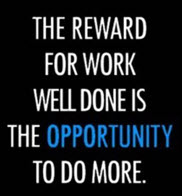 THE REWARD
FOR WORK
WELL DONE IS
THE OPPORTUNITY
TO DO MORE.